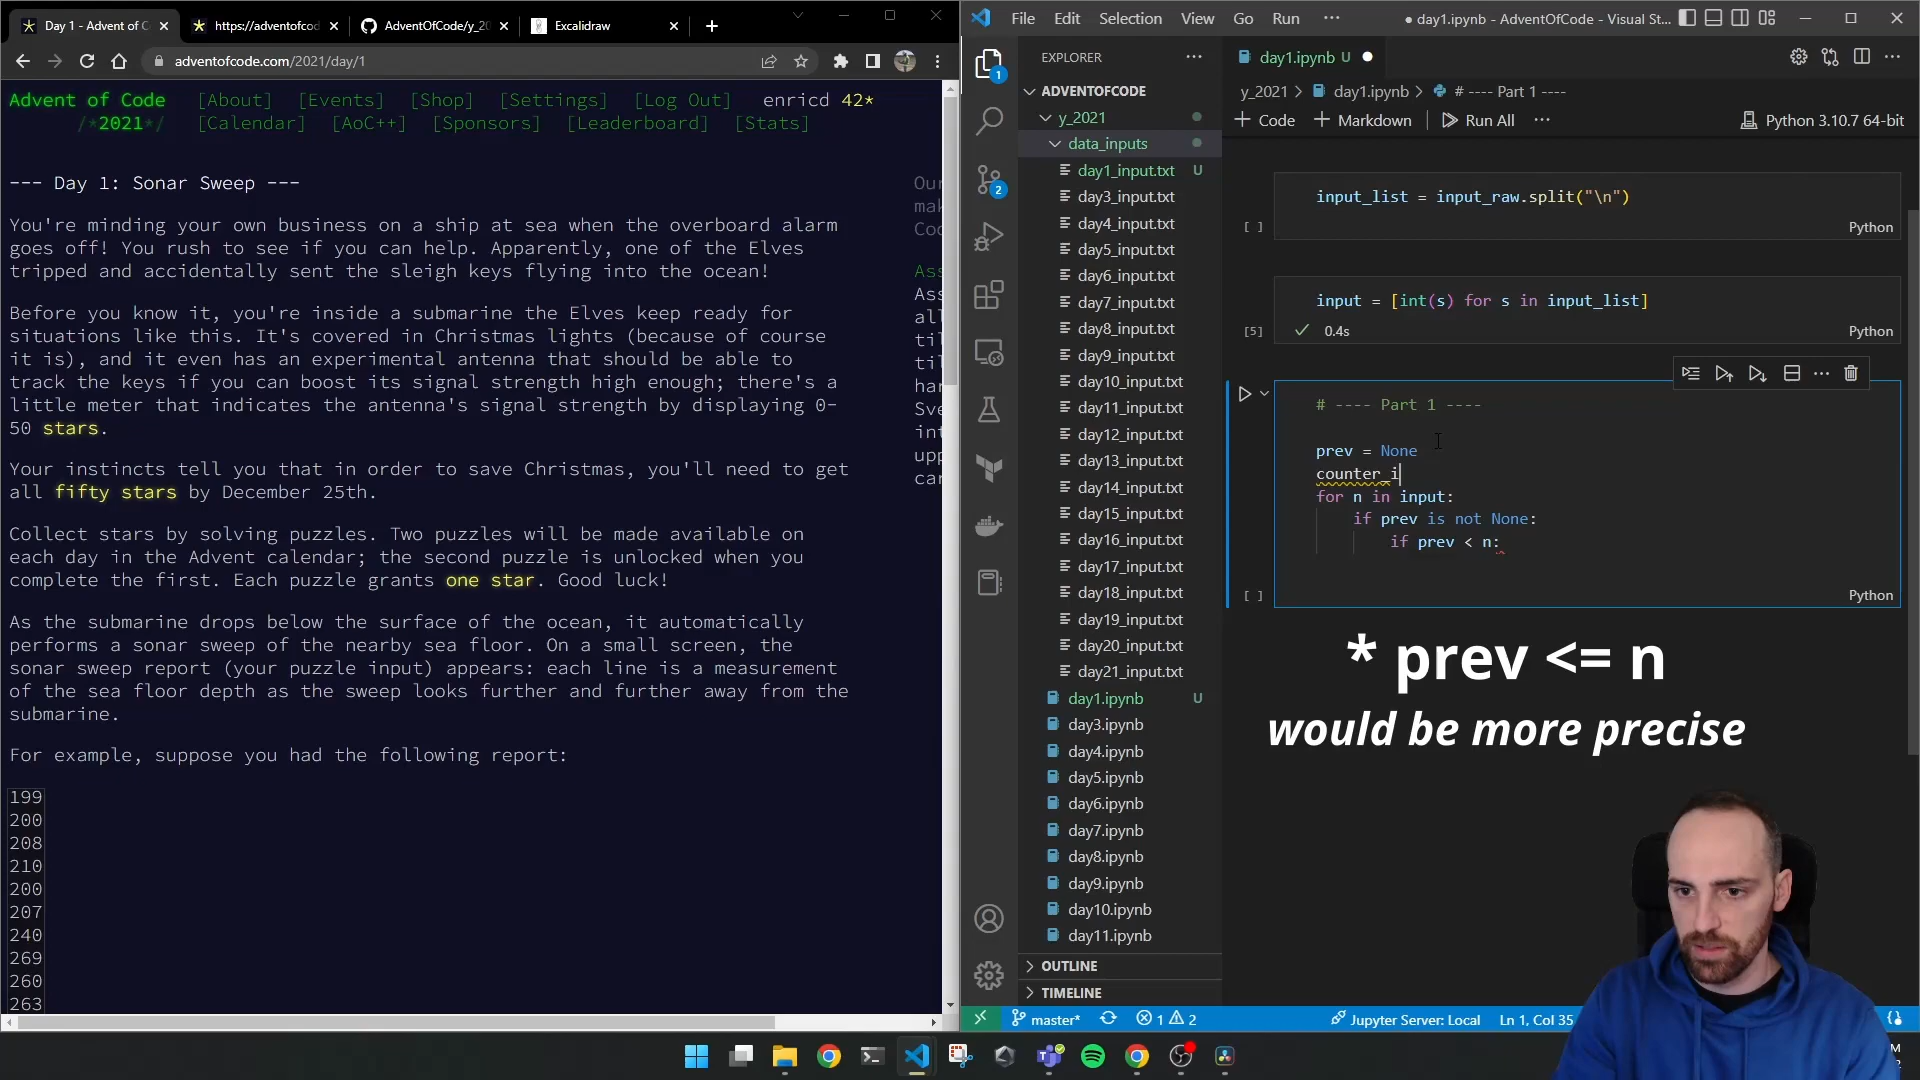 Day 1 - Advent of C
https://adventofcod
AdventOfCode/y_20
Excalidraw
adventofcode.com/2021/day/1
Advent of Code
[About] [Events] [Shop] [Settings] [Log Out] enricd 42*
/*2021*/ [Calendar] [AoC++] [Sponsors] [Leaderboard] [Stats]
--- Day 1: Sonar Sweep ---
You're minding your own business on a ship at sea when the overboard alarm
goes off! You rush to see if you can help. Apparently, one of the Elves
tripped and accidentally sent the sleigh keys flying into the ocean!
Before you know it, you're inside a submarine the Elves keep ready for
situations like this. It's covered in Christmas lights (because of course
it is), and it even has an experimental antenna that should be able to
track the keys if you can boost its signal strength high enough; there's a
little meter that indicates the antenna's signal strength by displaying 0-
50 stars.
Your instincts tell you that in order to save Christmas, you'll need to get
all fifty stars by December 25th.
Collect stars by solving puzzles. Two puzzles will be made available on
each day in the Advent calendar; the second puzzle is unlocked when you
complete the first. Each puzzle grants one star. Good luck!
As the submarine drops below the surface of the ocean, it automatically
performs a sonar sweep of the nearby sea floor. On a small screen, the
sonar sweep report (your puzzle input) appears: each line is a measurement
of the sea floor depth as the sweep looks further and further away from the
submarine.
For example, suppose you had the following report:
199
200
208
210
200
207
240
269
260
263
Our
mak
Coc
Ass
Ass
all
til
til
har
Sve
int
upp
car
File Edit Selection View Go Run ···
● day1.ipynb - AdventOfCode - Visual St...
EXPLORER
ADVENTOFCODE
y_2021
data_inputs
day1_input.txt U
day3_input.txt
day4_input.txt
day5_input.txt
day6_input.txt
day7_input.txt
day8_input.txt
day9_input.txt
day10_input.txt
day11_input.txt
day12_input.txt
day13_input.txt
day14_input.txt
day15_input.txt
day16_input.txt
day17_input.txt
day18_input.txt
day19_input.txt
day20_input.txt
day21_input.txt
day1.ipynb U
day3.ipynb
day4.ipynb
day5.ipynb
day6.ipynb
day7.ipynb
day8.ipynb
day9.ipynb
day10.ipynb
day11.ipynb
OUTLINE
TIMELINE
1
2
day1.ipynb U
y_2021 > day1.ipynb > # ---- Part 1 ----
+ Code + Markdown Run All ···
Python 3.10.7 64-bit
input_list = input_raw.split("\n")
[ ]
Python
input = [int(s) for s in input_list]
[5] 0.4s
Python
# ---- Part 1 ----
prev = None
counter_i
for n in input:
if prev is not None:
if prev < n:
[ ]
Python
* prev <= n
would be more precise
master* 1 2
Jupyter Server: Local Ln 1, Col 35